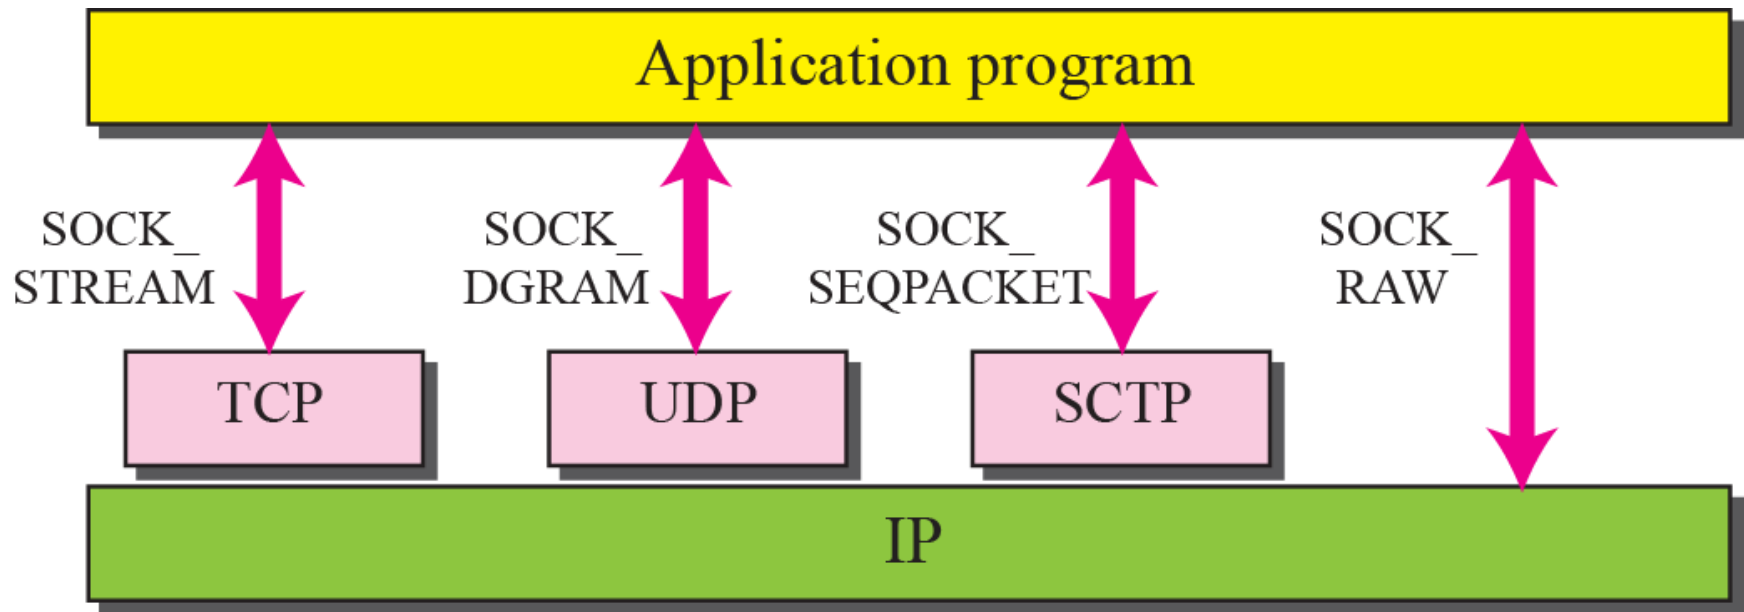 Application program
SOCK_
STREAM
SOCK_
DGRAM
SOCK_
SEQPACKET
SOCK_
RAW
TCP
UDP
SCTP
IP